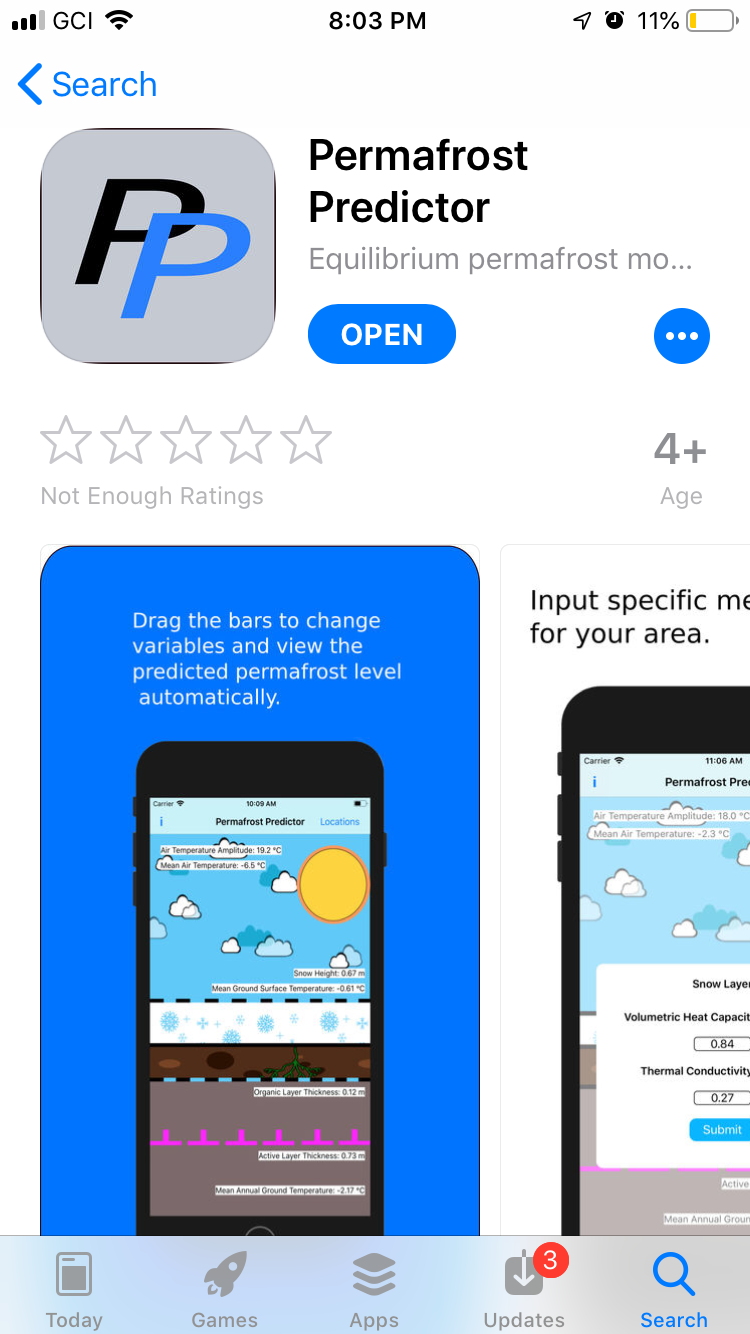 GCI
8:03 PM
11%
Search
PP
Permafrost
Predictor
Equilibrium permafrost mo...
OPEN
4+
Not Enough Ratings
Age
Drag the bars to change
variables and view the
predicted permafrost level
automatically.
Carrier
10:09 AM
i
Permafrost Predictor
Locations
Air Temperature Amplitude: 19.2 °C
Mean Air Temperature: -6.5 °C
Snow Height: 0.67 m
Mean Ground Surface Temperature: -0.61 °C
Organic Layer Thickness: 0.12 m
Active Layer Thickness: 0.73 m
Mean Annual Ground Temperature: -2.17 °C
Input specific me
for your area.
Carrier
11:06 AM
i
Permafrost Pre
Air Temperature Amplitude: 18.0 °C
Mean Air Temperature: -2.3 °C
Snow Laye
Volumetric Heat Capacit
0.84
Thermal Conductivity
0.27
Submit
Active
Mean Annual Groun
3
Today
Games
Apps
Updates
Search